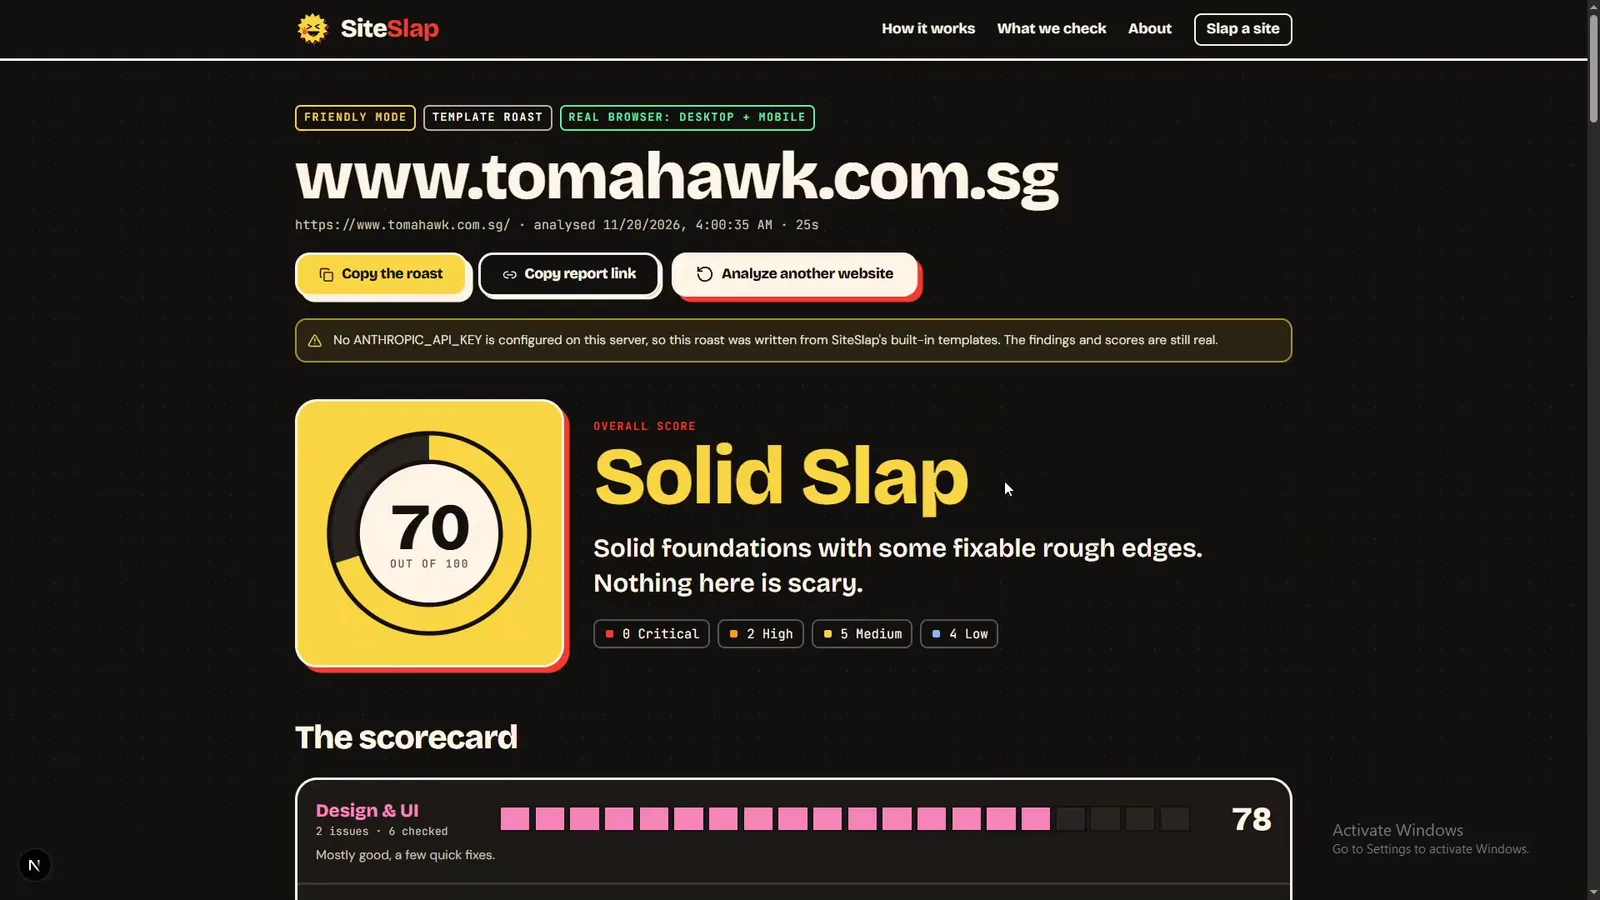 SiteSlap
How it works
What we check
About
Slap a site
FRIENDLY MODE
TEMPLATE ROAST
REAL BROWSER: DESKTOP + MOBILE
www.tomahawk.com.sg
https://www.tomahawk.com.sg/ · analysed 11/20/2026, 4:00:35 AM · 25s
Copy the roast
Copy report link
Analyze another website
No ANTHROPIC_API_KEY is configured on this server, so this roast was written from SiteSlap's built-in templates. The findings and scores are still real.
70
OUT OF 100
OVERALL SCORE
Solid Slap
Solid foundations with some fixable rough edges.
Nothing here is scary.
0 Critical
2 High
5 Medium
4 Low
The scorecard
Design & UI
2 issues · 6 checked
Mostly good, a few quick fixes.
78
Activate Windows
Go to Settings to activate Windows.
N